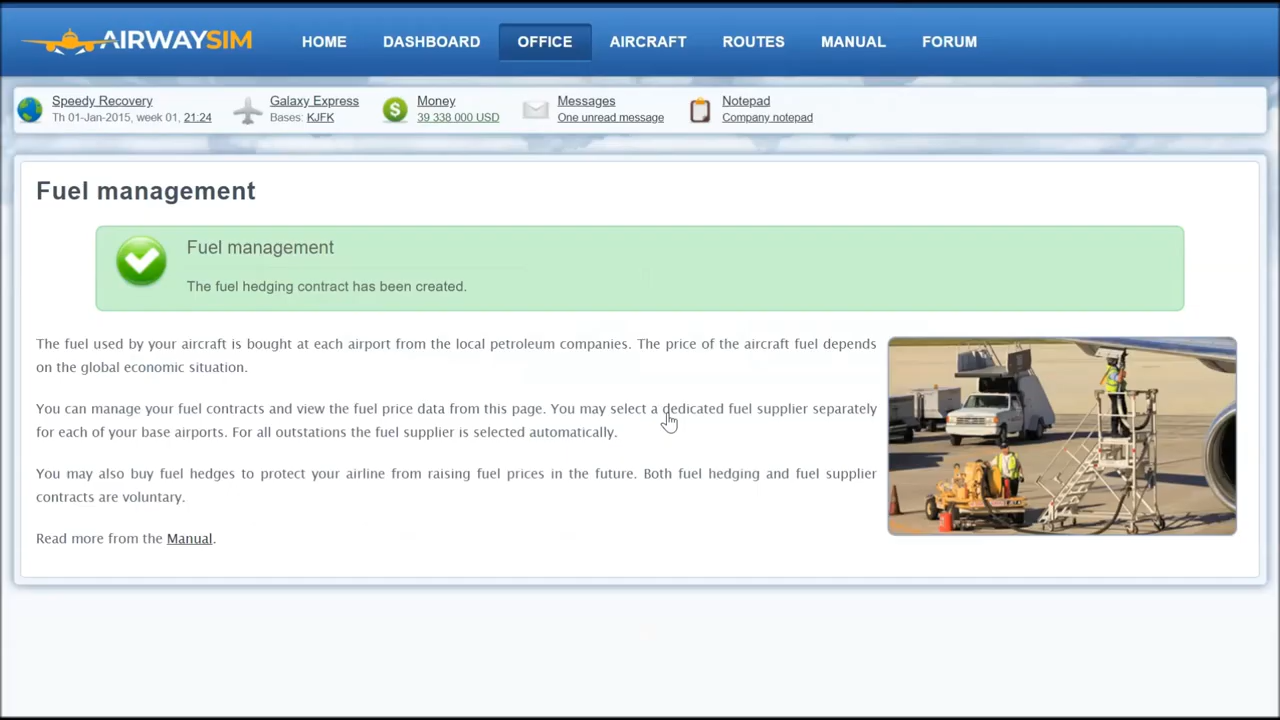 AIRWAYSIM
HOME DASHBOARD OFFICE AIRCRAFT ROUTES MANUAL FORUM
Speedy Recovery
Th 01-Jan-2015, week 01, 21:24
Galaxy Express
Bases: KJFK
Money
39 338 000 USD
Messages
One unread message
Notepad
Company notepad
Fuel management
Fuel management
The fuel hedging contract has been created.
The fuel used by your aircraft is bought at each airport from the local petroleum companies. The price of the aircraft fuel depends
on the global economic situation.
You can manage your fuel contracts and view the fuel price data from this page. You may select a dedicated fuel supplier separately
for each of your base airports. For all outstations the fuel supplier is selected automatically.
You may also buy fuel hedges to protect your airline from raising fuel prices in the future. Both fuel hedging and fuel supplier
contracts are voluntary.
Read more from the Manual.